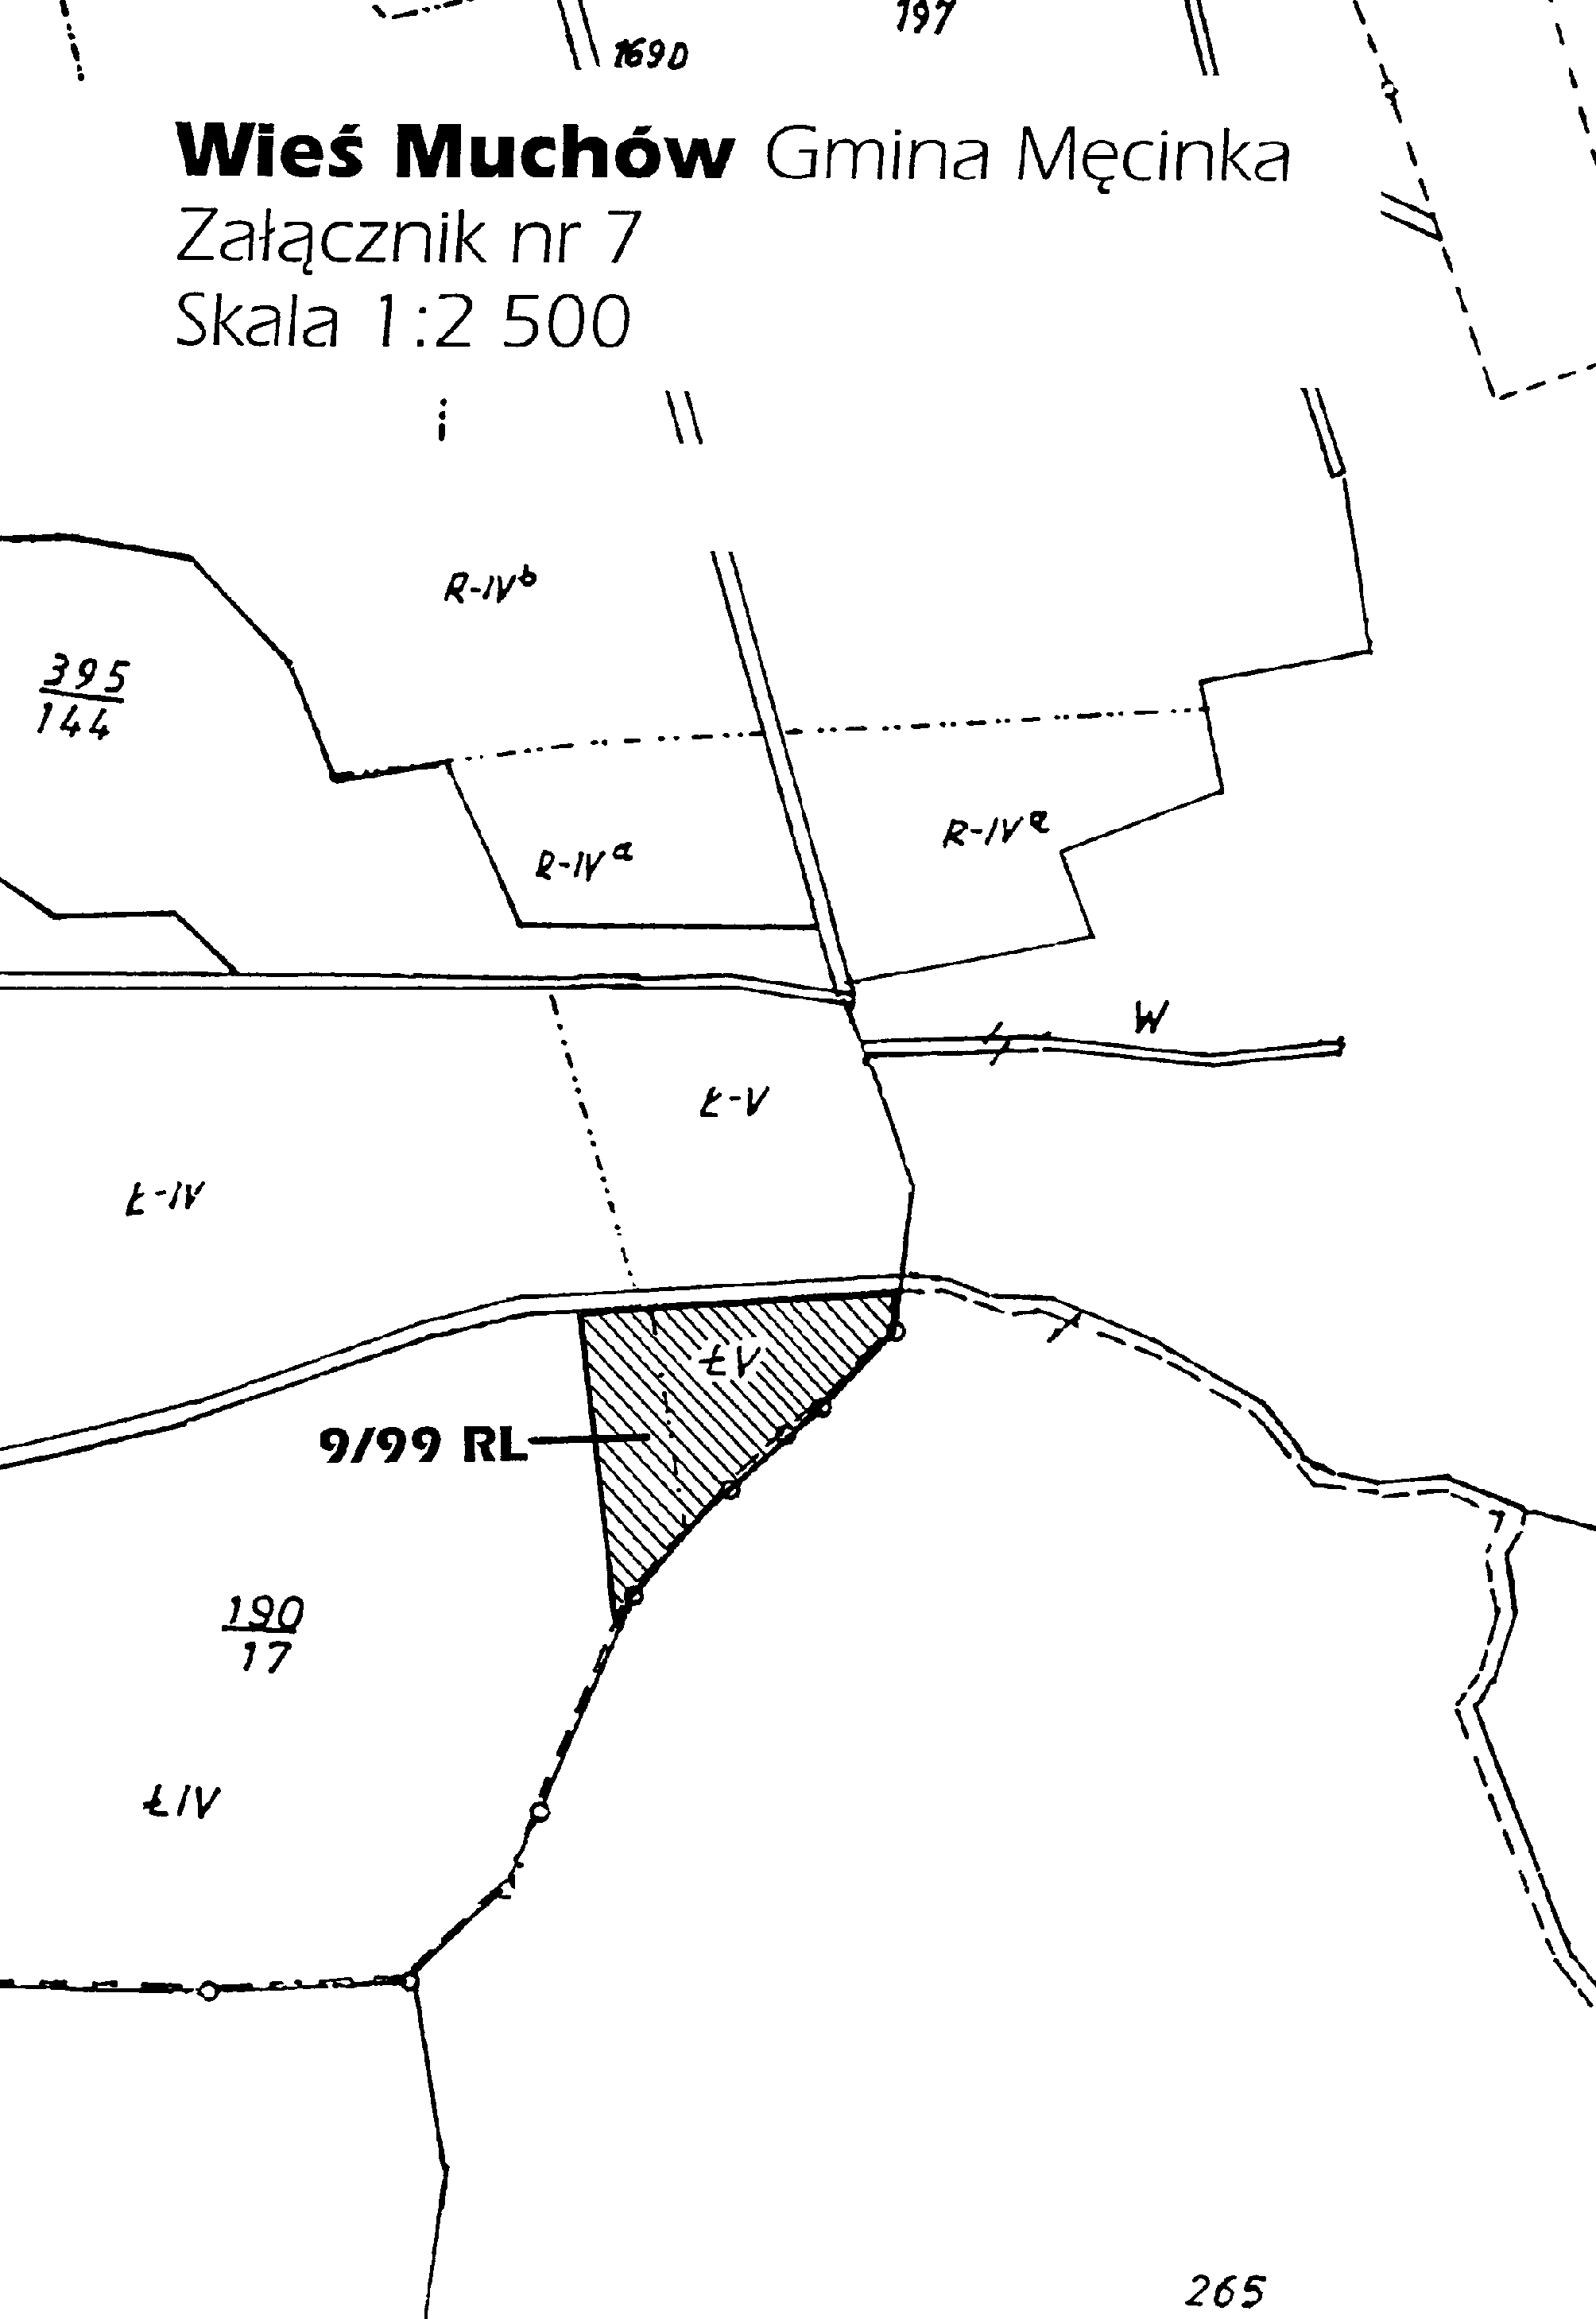 197
169D
Wieś Muchów Gmina Męcinka
Załącznik nr 7
Skala 1:2 500
R-IVb
395
144
R-IVa
R-IVa
W
Ł-V
Ł-IV
ŁV
9/99 RL
190
17
ŁIV
265